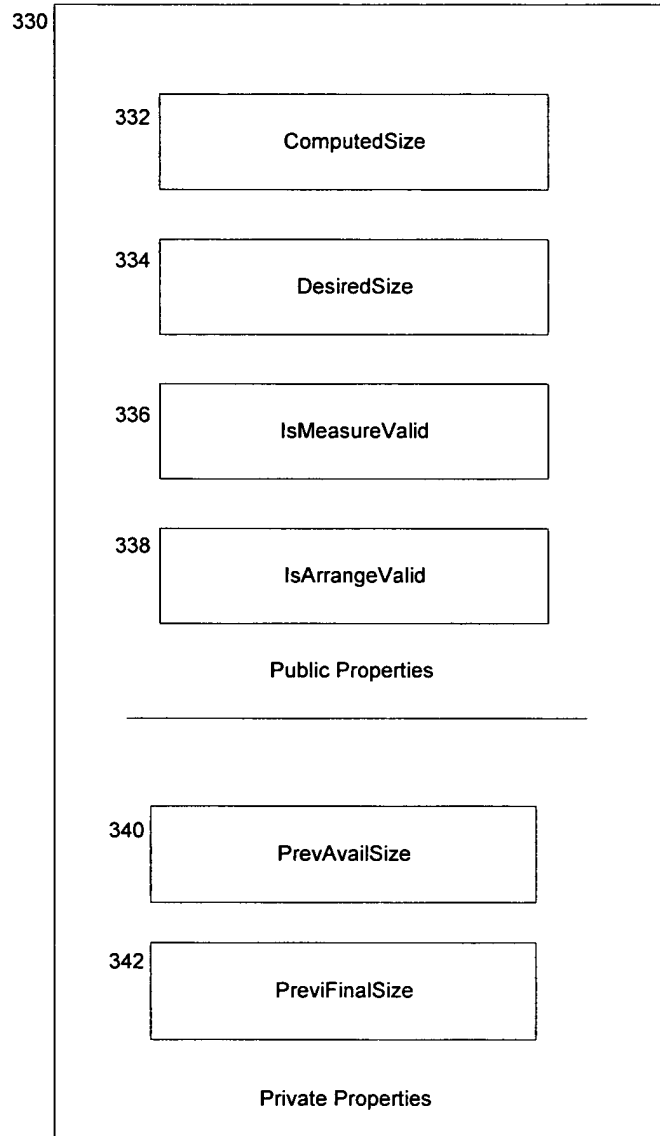 330
332
ComputedSize
334
DesiredSize
336
IsMeasureValid
338
IsArrangeValid
Public Properties
340
PrevAvailSize
342
PreviFinalSize
Private Properties